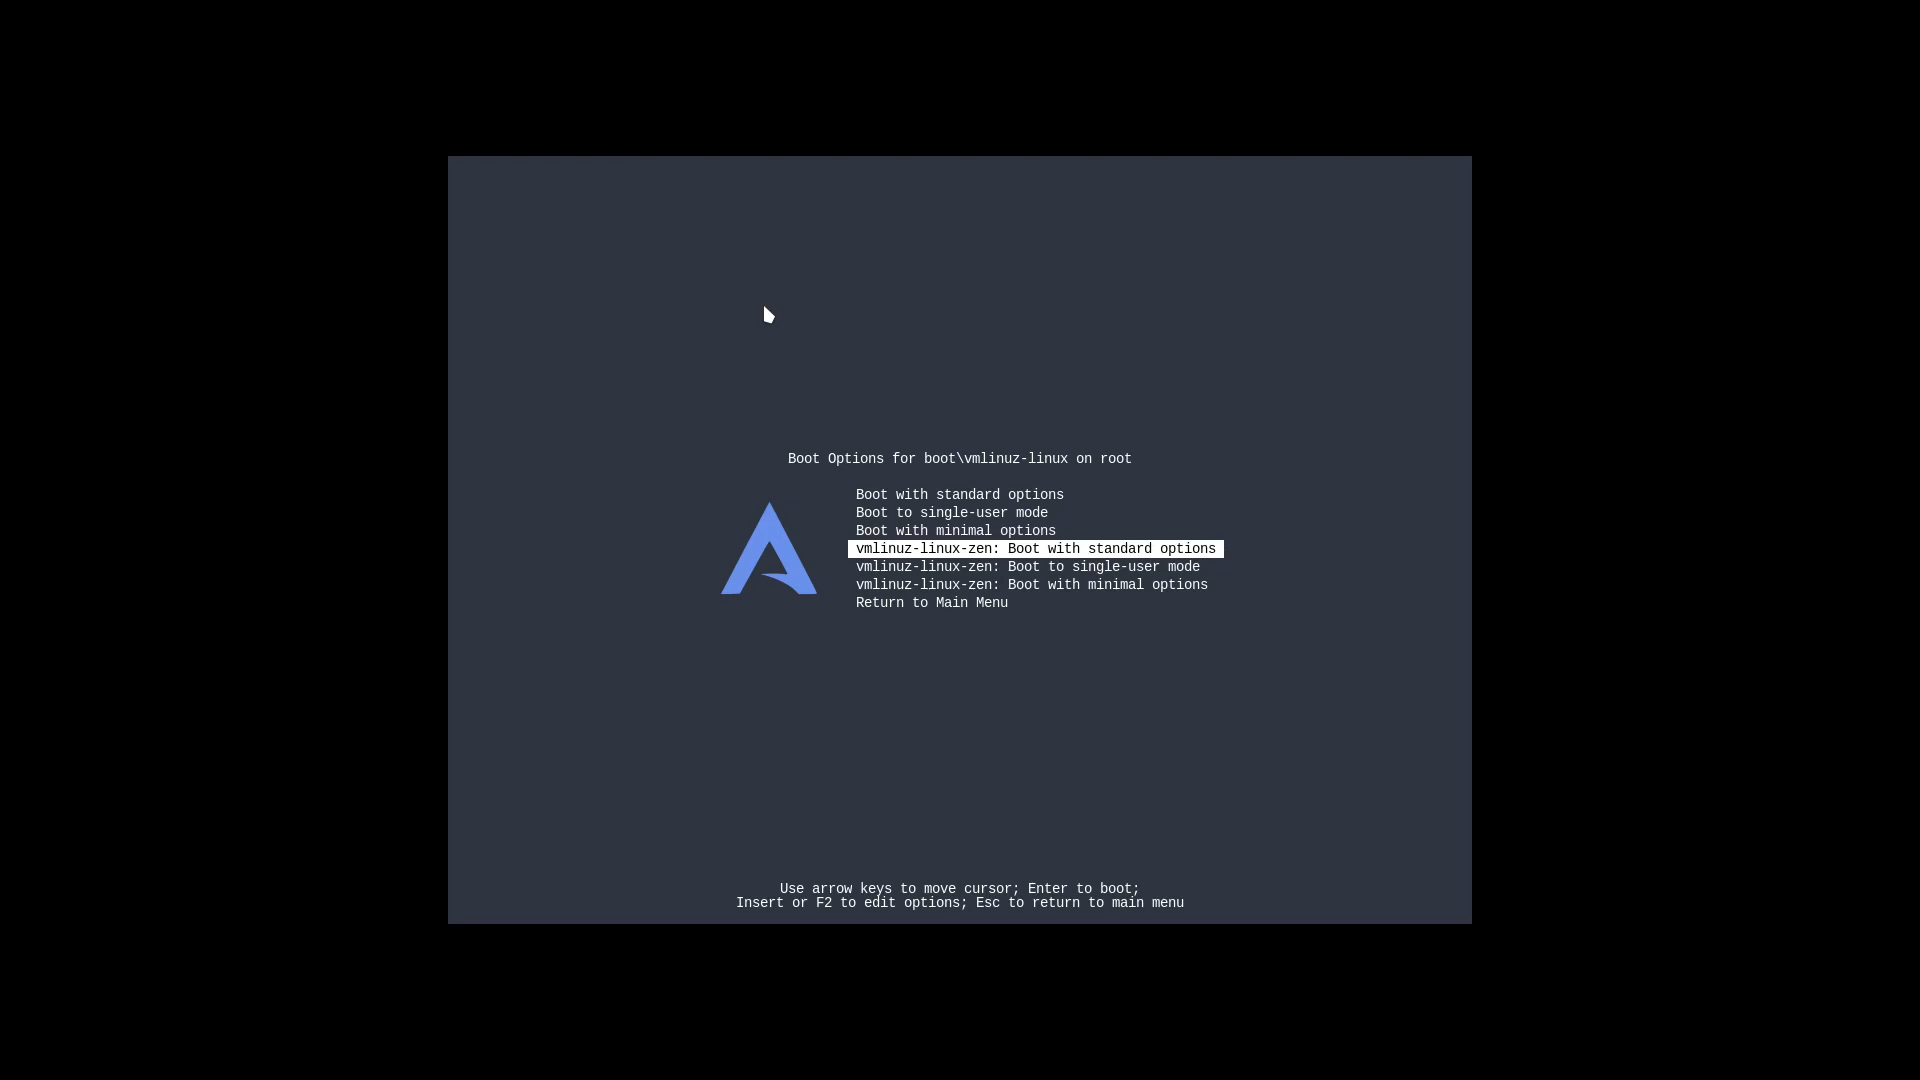 Boot Options for boot\vmlinuz-linux on root
Boot with standard options
Boot to single-user mode
Boot with minimal options
vmlinuz-linux-zen: Boot with standard options
vmlinuz-linux-zen: Boot to single-user mode
vmlinuz-linux-zen: Boot with minimal options
Return to Main Menu
Use arrow keys to move cursor; Enter to boot;
Insert or F2 to edit options; Esc to return to main menu